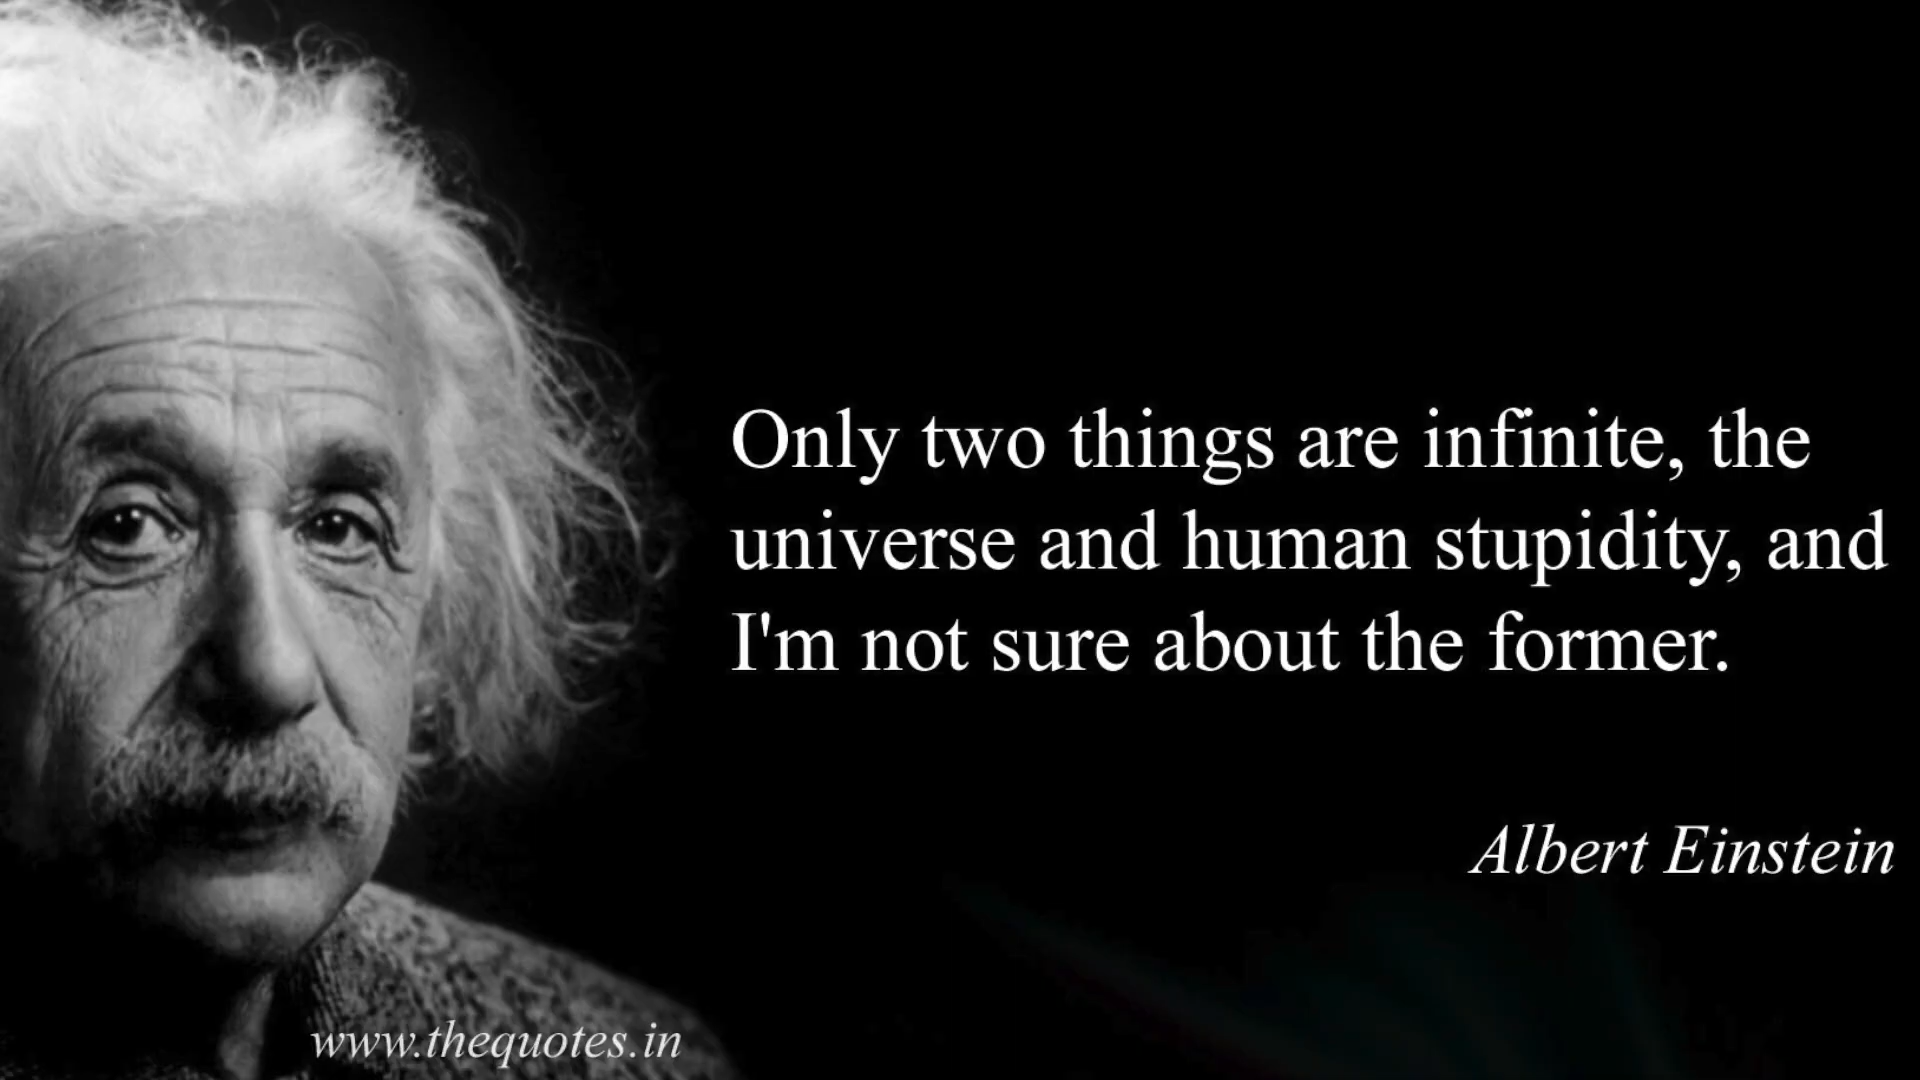 Only two things are infinite, the
universe and human stupidity, and
I'm not sure about the former.
Albert Einstein
www.thequotes.in